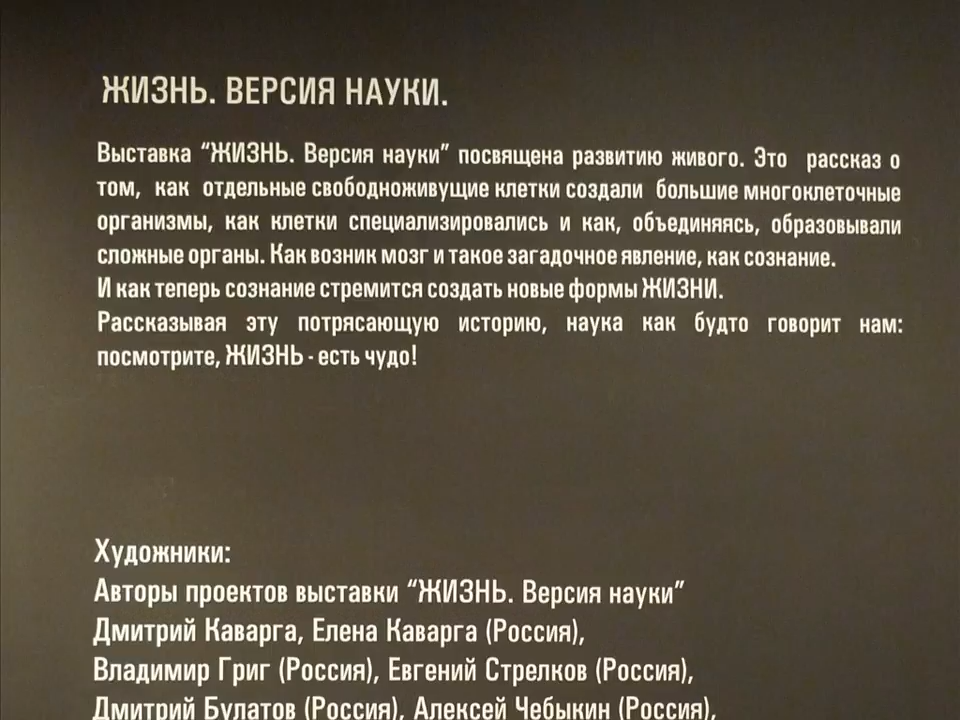 ЖИЗНЬ. ВЕРСИЯ НАУКИ.
Выставка “ЖИЗНЬ. Версия науки” посвящена развитию живого. Это рассказ о
том, как отдельные свободноживущие клетки создали большие многоклеточные
организмы, как клетки специализировались и как, объединяясь, образовывали
сложные органы. Как возник мозг и такое загадочное явление, как сознание.
И как теперь сознание стремится создать новые формы ЖИЗНИ.
Рассказывая эту потрясающую историю, наука как будто говорит нам:
посмотрите, ЖИЗНЬ - есть чудо!
Художники:
Авторы проектов выставки “ЖИЗНЬ. Версия науки”
Дмитрий Каварга, Елена Каварга (Россия),
Владимир Григ (Россия), Евгений Стрелков (Россия),
Дмитрий Булатов (Россия), Алексей Чебыкин (Россия),